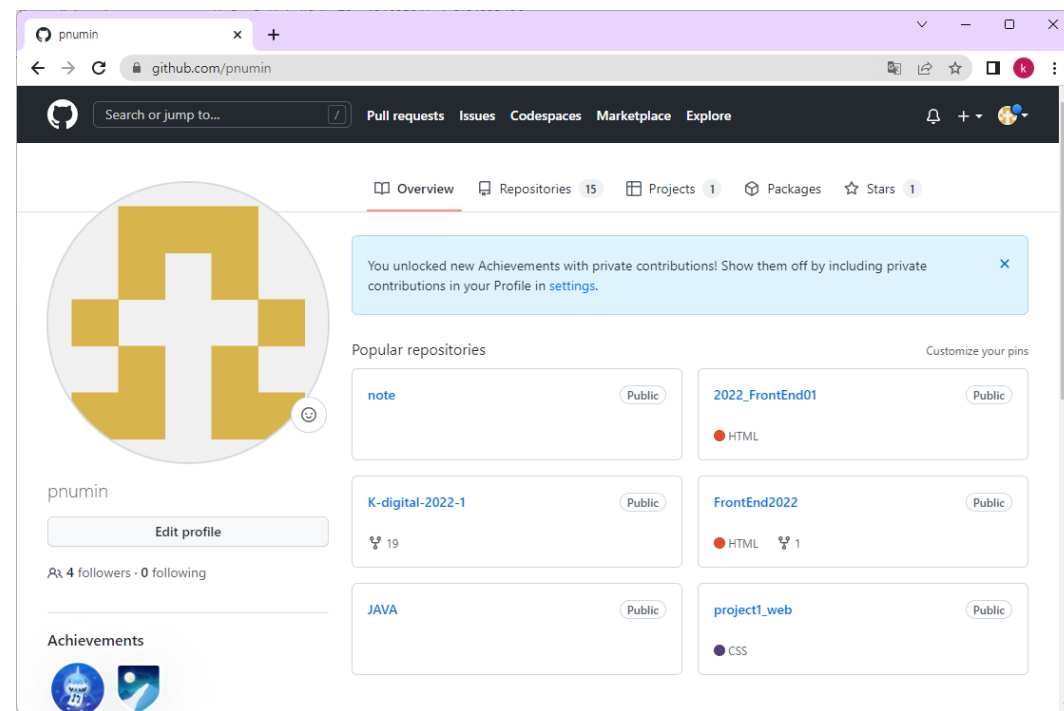 pnumin
github.com/pnumin
k
Search or jump to...
/
Pull requests Issues Codespaces Marketplace Explore
Overview Repositories 15 Projects 1 Packages Stars 1
You unlocked new Achievements with private contributions! Show them off by including private
contributions in your Profile in settings.
Popular repositories
Customize your pins
note Public
2022_FrontEnd01 Public
HTML
K-digital-2022-1 Public
19
FrontEnd2022 Public
HTML 1
JAVA Public
project1_web Public
CSS
pnumin
Edit profile
4 followers · 0 following
Achievements